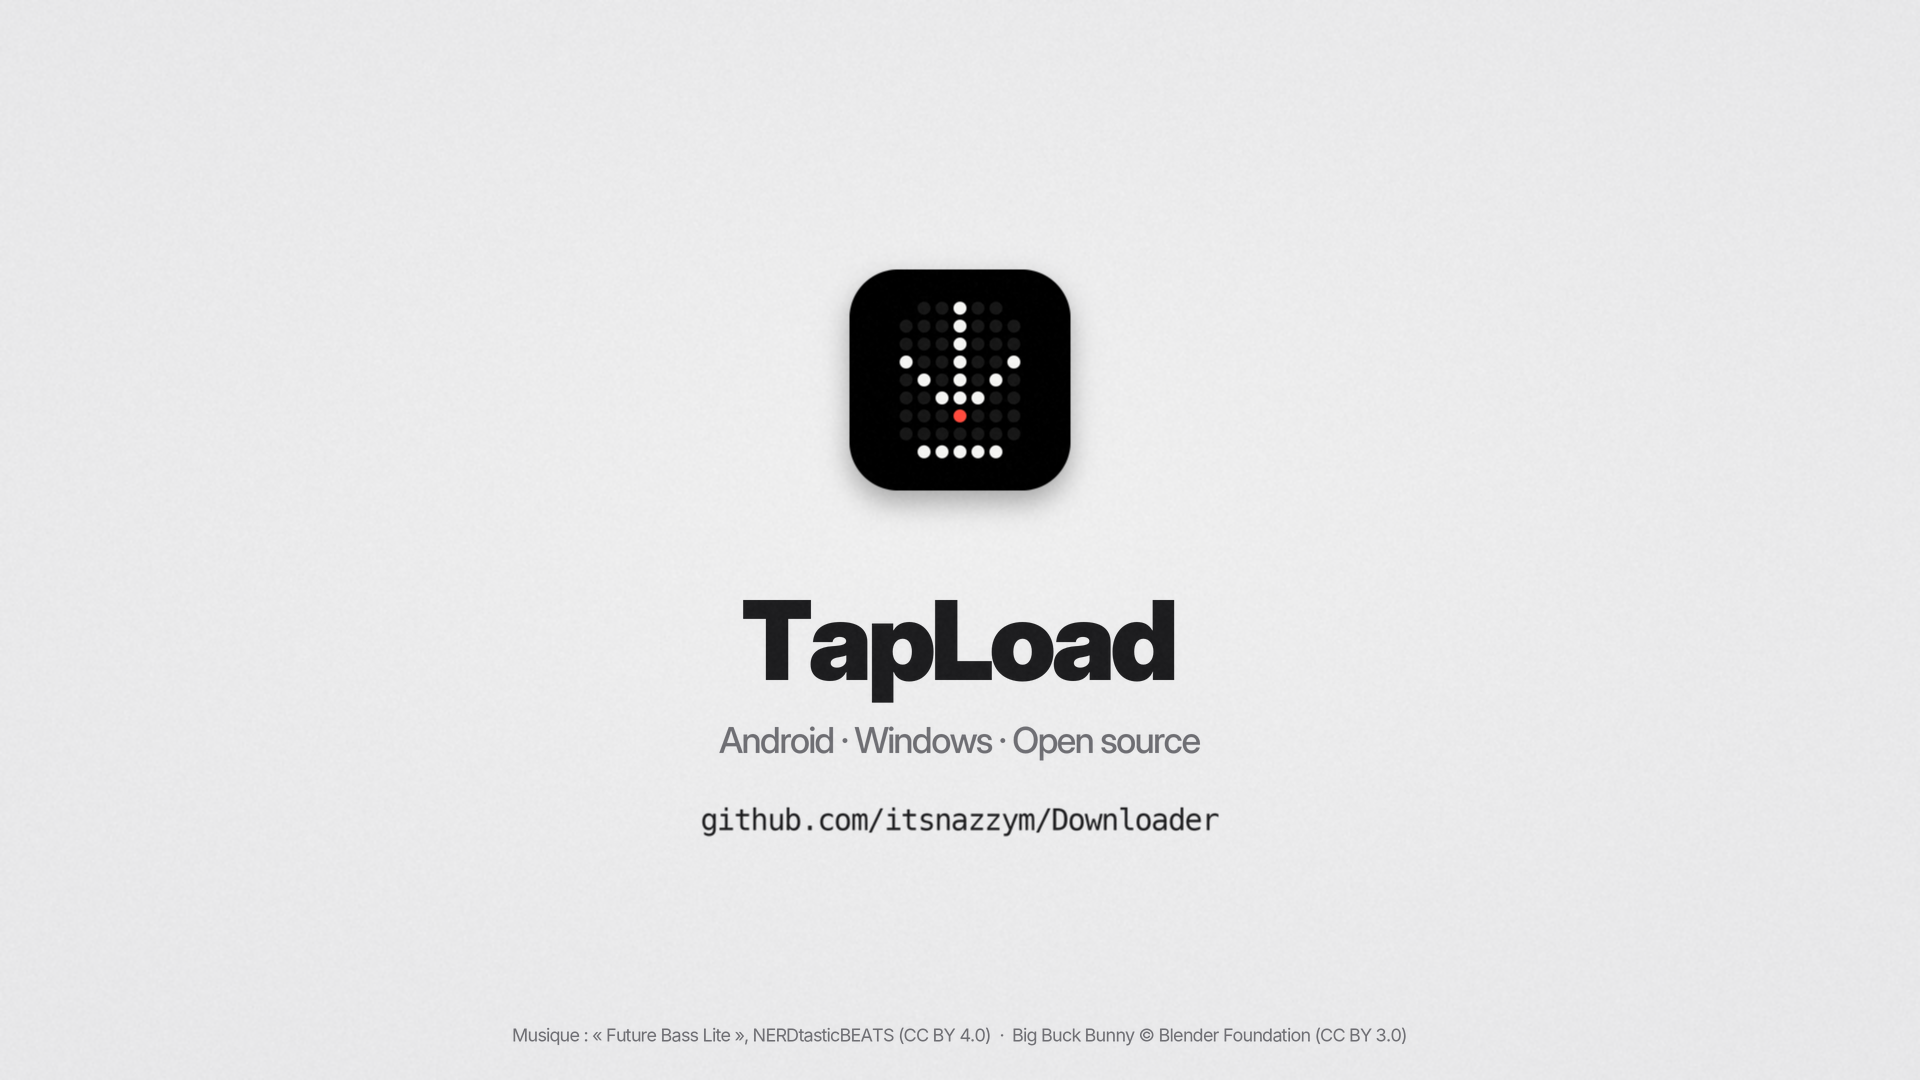 TapLoad
Android · Windows · Open source
github.com/itsnazzym/Downloader
Musique : « Future Bass Lite », NERDtasticBEATS (CC BY 4.0) · Big Buck Bunny © Blender Foundation (CC BY 3.0)